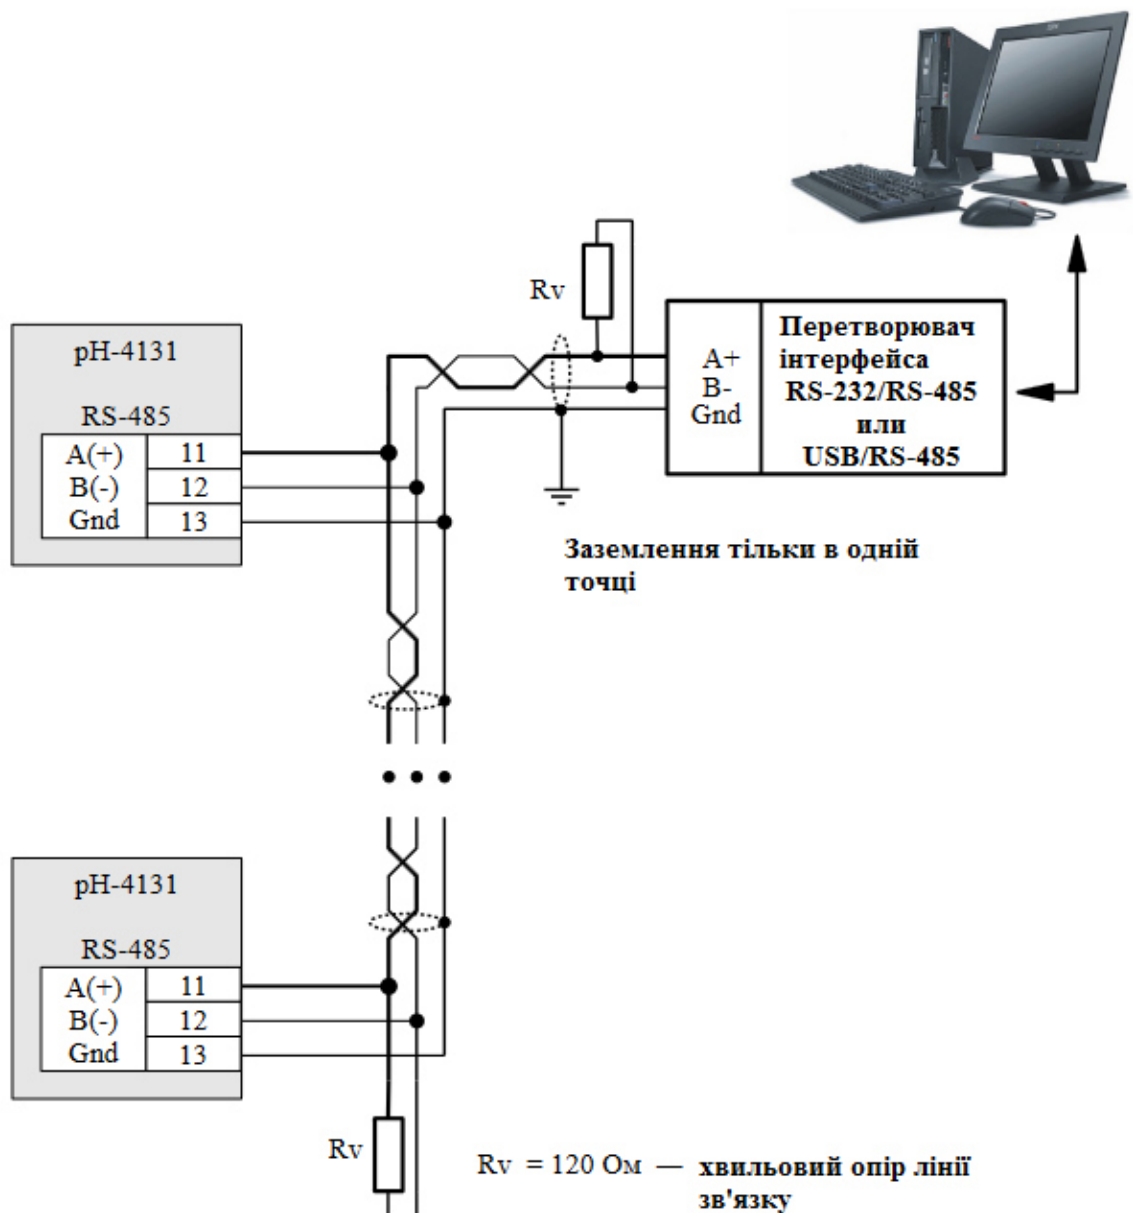 Rv
pH-4131
RS-485
A(+) 11
B(-) 12
Gnd 13
A+
B-
Gnd
Перетворювач
інтерфейса
RS-232/RS-485
или
USB/RS-485
Заземлення тільки в одній
точці
pH-4131
RS-485
A(+) 11
B(-) 12
Gnd 13
Rv
Rv = 120 Ом — хвильовий опір лінії
зв'язку